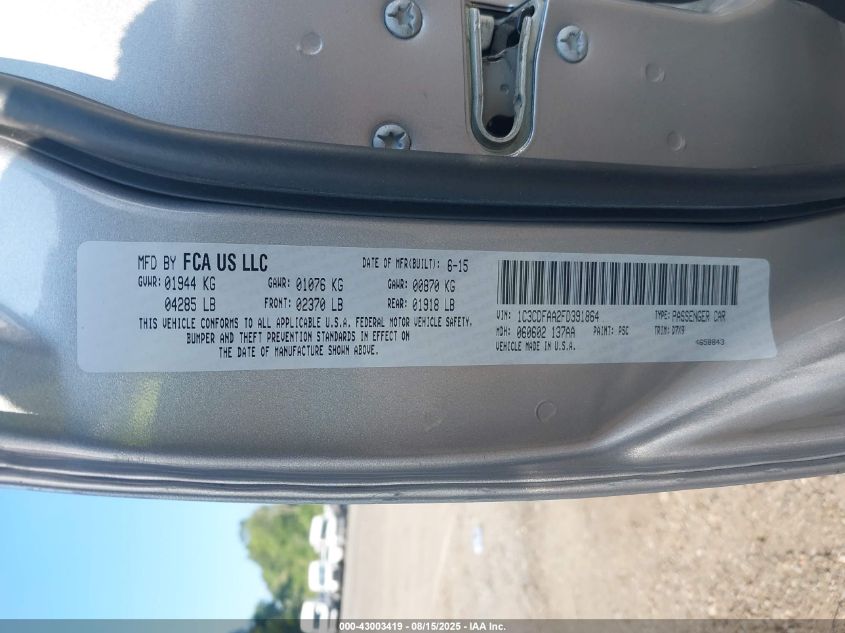 MFD BY FCA US LLC DATE OF MFR(BUILT): 6-15
GVWR: 01944 KG GAWR: 01076 KG GAWR: 00870 KG
04285 LB FRONT: 02370 LB REAR: 01918 LB
THIS VEHICLE CONFORMS TO ALL APPLICABLE U.S.A. FEDERAL MOTOR VEHICLE SAFETY,
BUMPER AND THEFT PREVENTION STANDARDS IN EFFECT ON
THE DATE OF MANUFACTURE SHOWN ABOVE.
VIN: 1C3CDFAA2FD391864 TYPE: PASSENGER CAR
MDH: 060602 137AA PAINT: PSC TRIM: D7X9
VEHICLE MADE IN U.S.A. 4658843
000-43003419 - 08/15/2025 - IAA Inc.